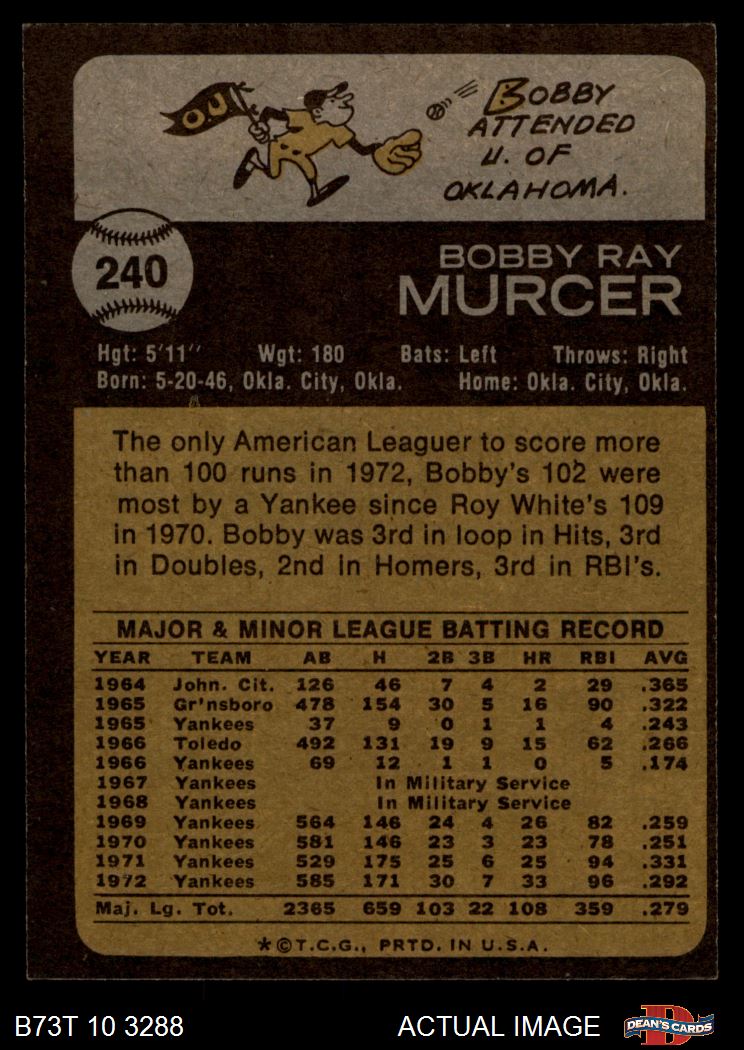 OU
BOBBY
ATTENDED
U. OF
OKLAHOMA.
240
BOBBY RAY
MURCER
Hgt: 5'11" Wgt: 180 Bats: Left Throws: Right
Born: 5-20-46, Okla. City, Okla. Home: Okla. City, Okla.
The only American Leaguer to score more
than 100 runs in 1972, Bobby's 102 were
most by a Yankee since Roy White's 109
in 1970. Bobby was 3rd in loop in Hits, 3rd
in Doubles, 2nd in Homers, 3rd in RBI's.
MAJOR & MINOR LEAGUE BATTING RECORD
YEAR TEAM AB H 2B 3B HR RBI AVG
1964 John. Cit. 126 46 7 4 2 29 .365
1965 Gr'nsboro 478 154 30 5 16 90 .322
1965 Yankees 37 9 0 1 1 4 .243
1966 Toledo 492 131 19 9 15 62 .266
1966 Yankees 69 12 1 1 0 5 .174
1967 Yankees In Military Service
1968 Yankees In Military Service
1969 Yankees 564 146 24 4 26 82 .259
1970 Yankees 581 146 23 3 23 78 .251
1971 Yankees 529 175 25 6 25 94 .331
1972 Yankees 585 171 30 7 33 96 .292
Maj. Lg. Tot. 2365 659 103 22 108 359 .279
*©T.C.G., PRTD. IN U.S.A.
B73T 10 3288 ACTUAL IMAGE DEAN'S CARDS